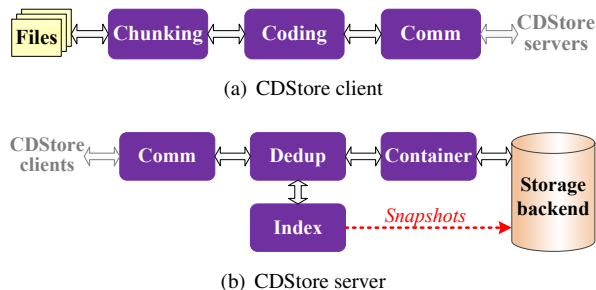 Files
Chunking
Coding
Comm
CDStore
servers
(a) CDStore client
CDStore
clients
Comm
Dedup
Container
Storage
backend
Index
Snapshots
(b) CDStore server